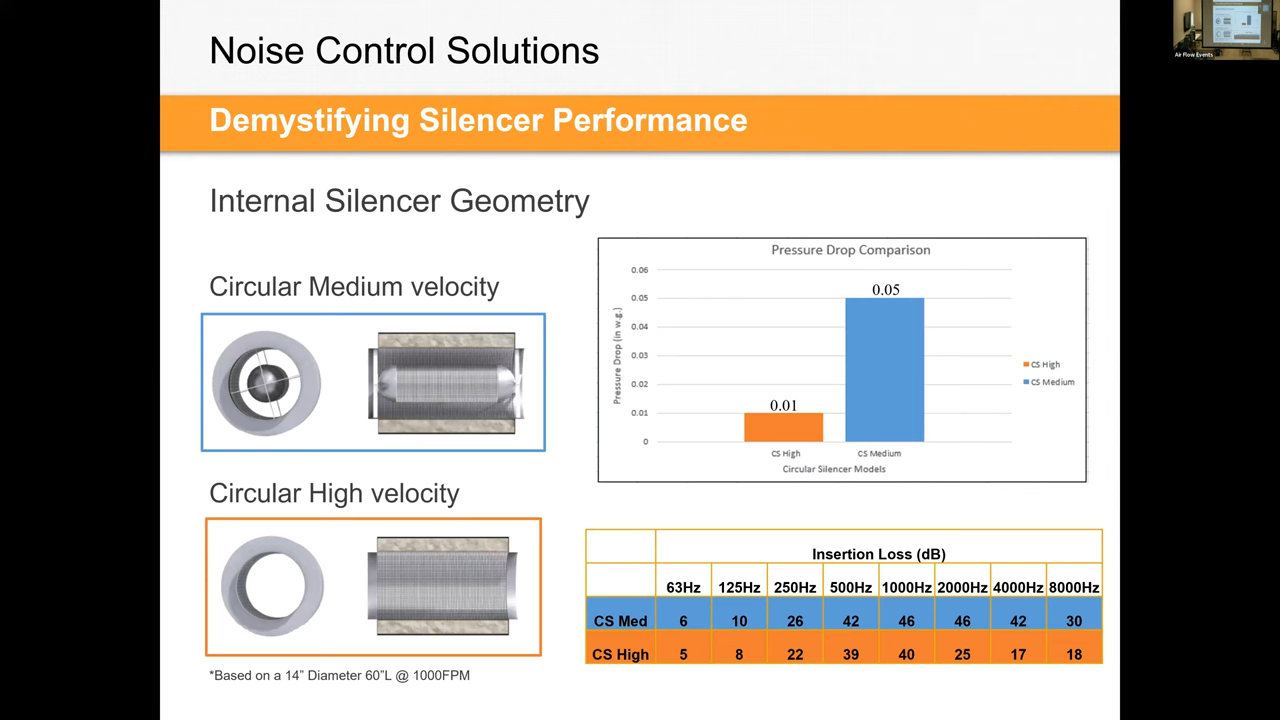 Noise Control Solutions
Demystifying Silencer Performance
Internal Silencer Geometry
Circular Medium velocity
Circular High velocity
*Based on a 14” Diameter 60”L @ 1000FPM
Pressure Drop Comparison
0.06
0.05
0.04
0.03
0.02
0.01
0
Pressure Drop (in w.g.)
0.01
0.05
CS High
CS Medium
Circular Silencer Models
CS High
CS Medium
Insertion Loss (dB)
63Hz 125Hz 250Hz 500Hz 1000Hz 2000Hz 4000Hz 8000Hz
CS Med 6 10 26 42 46 46 42 30
CS High 5 8 22 39 40 25 17 18
Air Flow Events